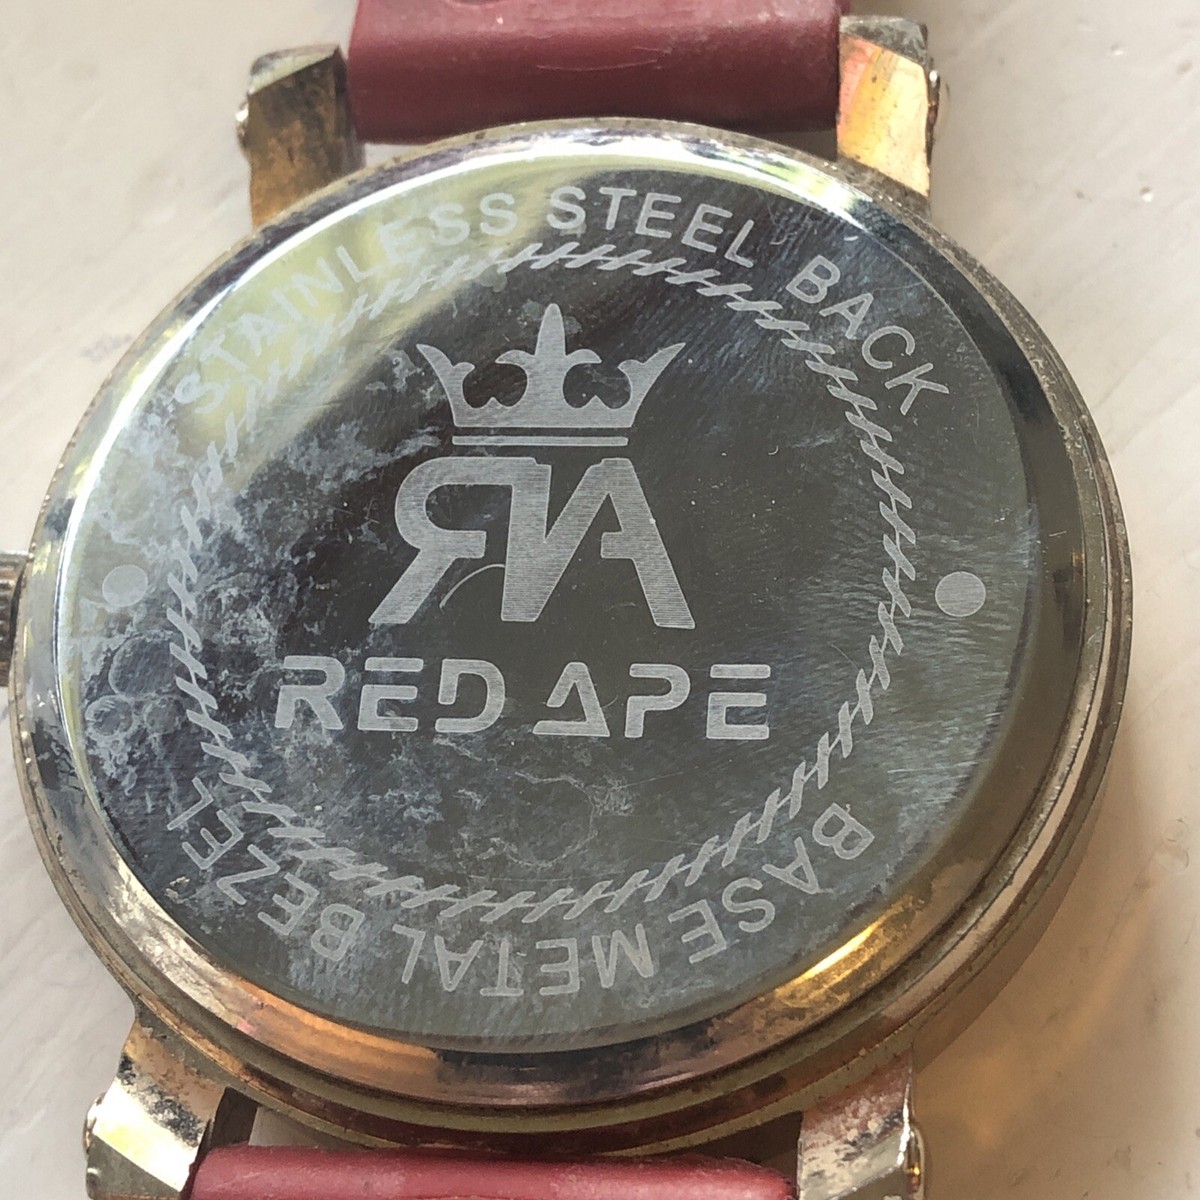 STAINLESS STEEL BACK
RA
RED APE
BASE METAL BEZEL